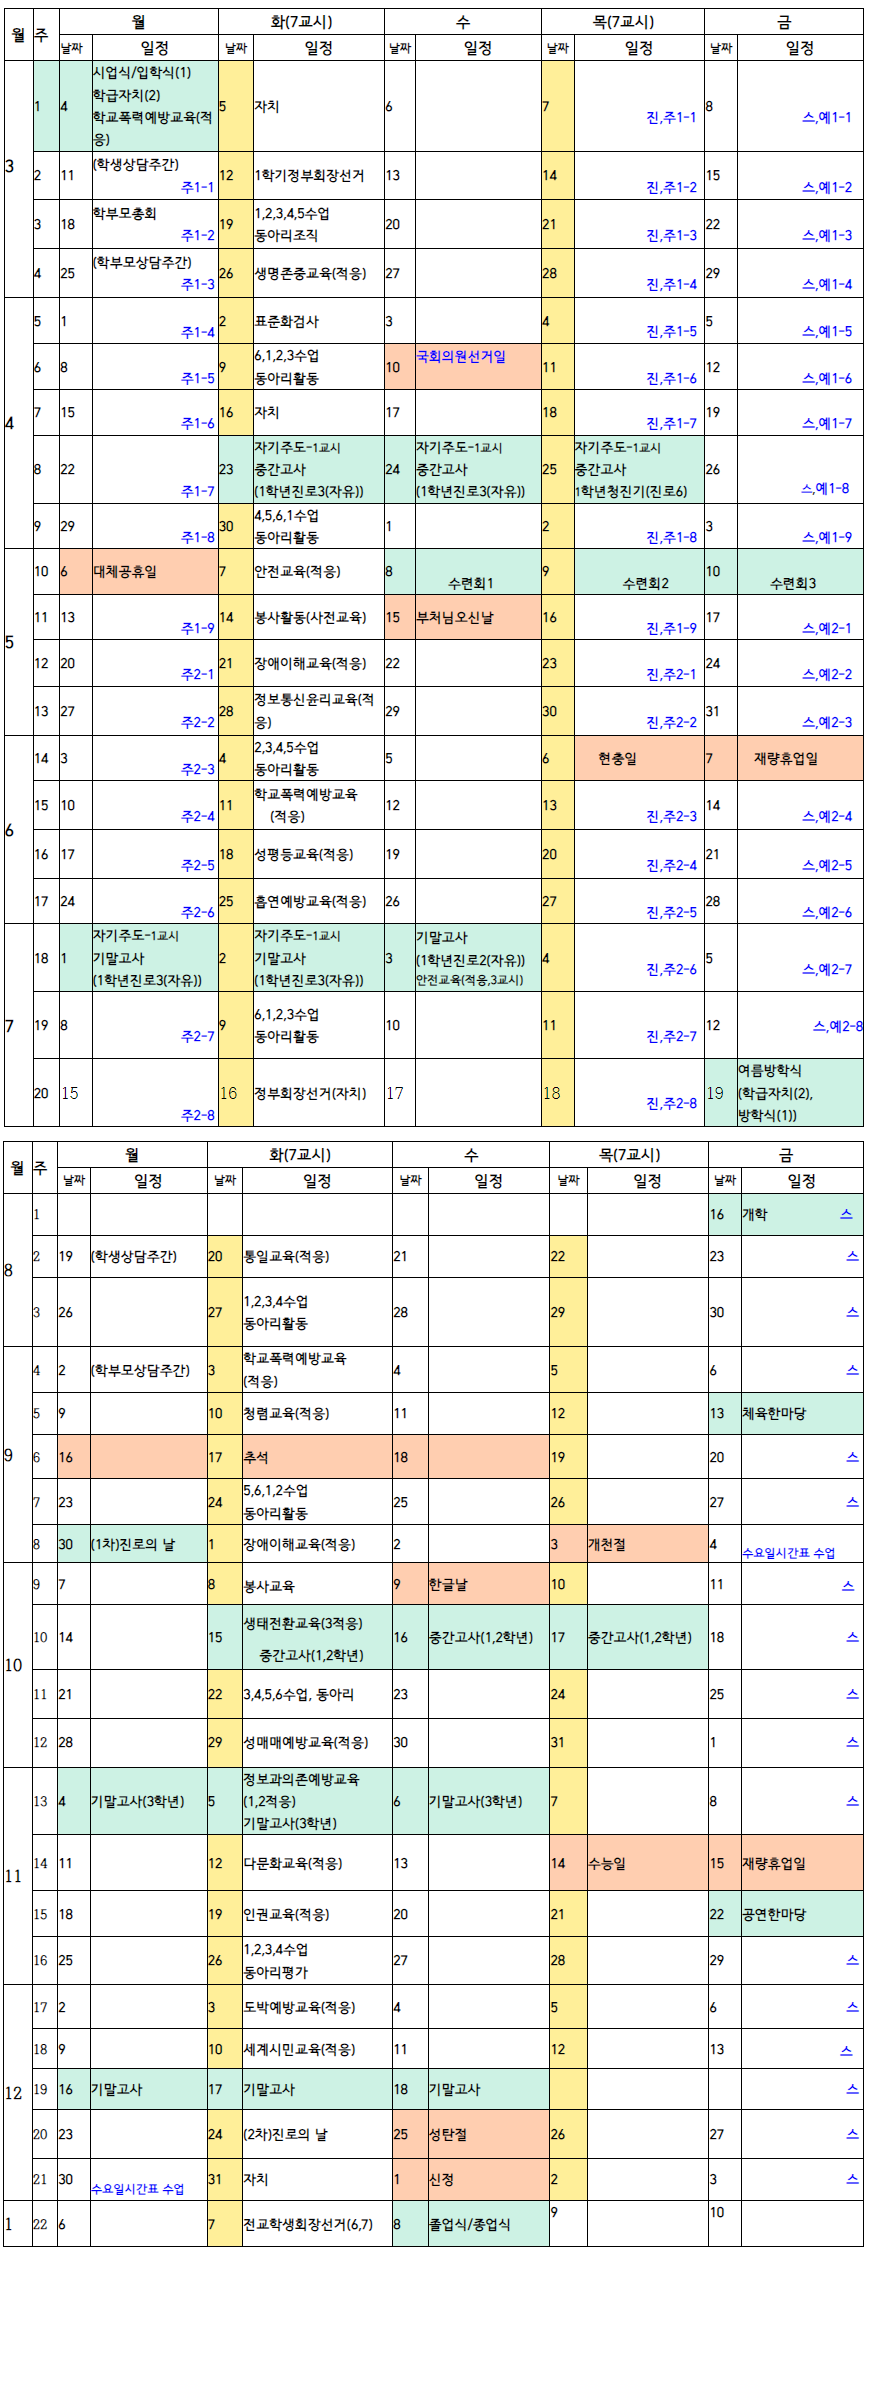 월 주 월 화(7교시) 수 목(7교시) 금
날짜 일정 날짜 일정 날짜 일정 날짜 일정 날짜 일정
3 1 4 시업식/입학식(1)
학급자치(2)
학교폭력예방교육(적
응) 5 자치 6 7 진,주1-1 8 스,예1-1
2 11 (학생상담주간)
주1-1 12 1학기정부회장선거 13 14 진,주1-2 15 스,예1-2
3 18 학부모총회
주1-2 19 1,2,3,4,5수업
동아리조직 20 21 진,주1-3 22 스,예1-3
4 25 (학부모상담주간)
주1-3 26 생명존중교육(적응) 27 28 진,주1-4 29 스,예1-4
4 5 1 주1-4 2 표준화검사 3 4 진,주1-5 5 스,예1-5
6 8 주1-5 9 6,1,2,3수업
동아리활동 10 국회의원선거일 11 진,주1-6 12 스,예1-6
7 15 주1-6 16 자치 17 18 진,주1-7 19 스,예1-7
8 22 주1-7 23 자기주도-1교시
중간고사
(1학년진로3(자유)) 24 자기주도-1교시
중간고사
(1학년진로3(자유)) 25 자기주도-1교시
중간고사
1학년청진기(진로6) 26 스,예1-8
9 29 주1-8 30 4,5,6,1수업
동아리활동 1 2 진,주1-8 3 스,예1-9
5 10 6 대체공휴일 7 안전교육(적응) 8 수련회1 9 수련회2 10 수련회3
11 13 주1-9 14 봉사활동(사전교육) 15 부처님오신날 16 진,주1-9 17 스,예2-1
12 20 주2-1 21 장애이해교육(적응) 22 23 진,주2-1 24 스,예2-2
13 27 주2-2 28 정보통신윤리교육(적
응) 29 30 진,주2-2 31 스,예2-3
6 14 3 주2-3 4 2,3,4,5수업
동아리활동 5 6 현충일 7 재량휴업일
15 10 주2-4 11 학교폭력예방교육
(적응) 12 13 진,주2-3 14 스,예2-4
16 17 주2-5 18 성평등교육(적응) 19 20 진,주2-4 21 스,예2-5
17 24 주2-6 25 흡연예방교육(적응) 26 27 진,주2-5 28 스,예2-6
7 18 1 자기주도-1교시
기말고사
(1학년진로3(자유)) 2 자기주도-1교시
기말고사
(1학년진로3(자유)) 3 기말고사
(1학년진로2(자유))
안전교육(적응,3교시) 4 진,주2-6 5 스,예2-7
19 8 주2-7 9 6,1,2,3수업
동아리활동 10 11 진,주2-7 12 스,예2-8
20 15 주2-8 16 정부회장선거(자치) 17 18 진,주2-8 19 여름방학식
(학급자치(2),
방학식(1))
월 주 월 화(7교시) 수 목(7교시) 금
날짜 일정 날짜 일정 날짜 일정 날짜 일정 날짜 일정
8 1 16 개학 스
2 19 (학생상담주간) 20 통일교육(적응) 21 22 23 스
3 26 27 1,2,3,4수업
동아리활동 28 29 30 스
9 4 2 (학부모상담주간) 3 학교폭력예방교육
(적응) 4 5 6 스
5 9 10 청렴교육(적응) 11 12 13 체육한마당
6 16 17 추석 18 19 20 스
7 23 24 5,6,1,2수업
동아리활동 25 26 27 스
8 30 (1차)진로의 날 1 장애이해교육(적응) 2 3 개천절 4 수요일시간표 수업
10 9 7 8 봉사교육 9 한글날 10 11 스
10 14 15 생태전환교육(3적응)
중간고사(1,2학년) 16 중간고사(1,2학년) 17 중간고사(1,2학년) 18 스
11 21 22 3,4,5,6수업, 동아리 23 24 25 스
12 28 29 성매매예방교육(적응) 30 31 1 스
11 13 4 기말고사(3학년) 5 정보과의존예방교육
(1,2적응)
기말고사(3학년) 6 기말고사(3학년) 7 8 스
14 11 12 다문화교육(적응) 13 14 수능일 15 재량휴업일
15 18 19 인권교육(적응) 20 21 22 공연한마당
16 25 26 1,2,3,4수업
동아리평가 27 28 29 스
12 17 2 3 도박예방교육(적응) 4 5 6 스
18 9 10 세계시민교육(적응) 11 12 13 스
19 16 기말고사 17 기말고사 18 기말고사 스
20 23 24 (2차)진로의 날 25 성탄절 26 27 스
21 30 수요일시간표 수업 31 자치 1 신정 2 3 스
1 22 6 7 전교학생회장선거(6,7) 8 졸업식/종업식 9 10